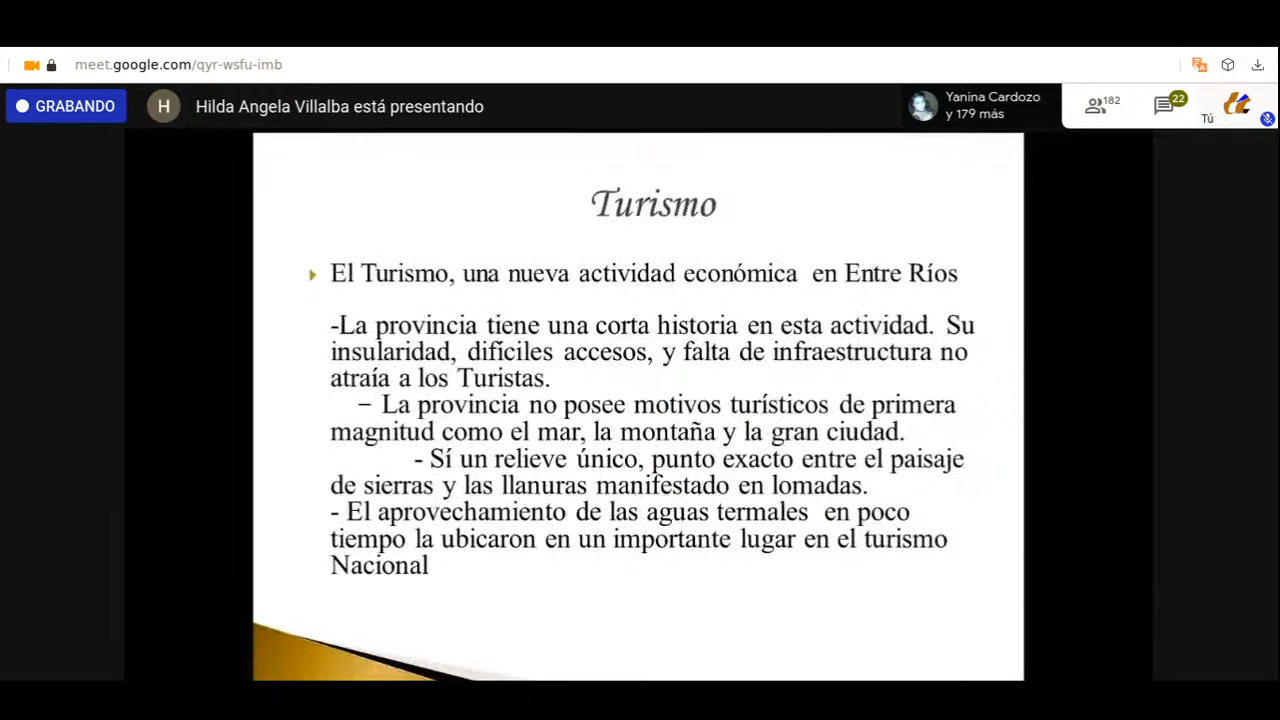 meet.google.com/qyr-wsfu-imb
GRABANDO
H
Hilda Angela Villalba está presentando
Yanina Cardozo
y 179 más
182
22
Tú
Turismo
El Turismo, una nueva actividad económica en Entre Ríos
-La provincia tiene una corta historia en esta actividad. Su
insularidad, difíciles accesos, y falta de infraestructura no
atraía a los Turistas.
– La provincia no posee motivos turísticos de primera
magnitud como el mar, la montaña y la gran ciudad.
- Sí un relieve único, punto exacto entre el paisaje
de sierras y las llanuras manifestado en lomadas.
- El aprovechamiento de las aguas termales en poco
tiempo la ubicaron en un importante lugar en el turismo
Nacional